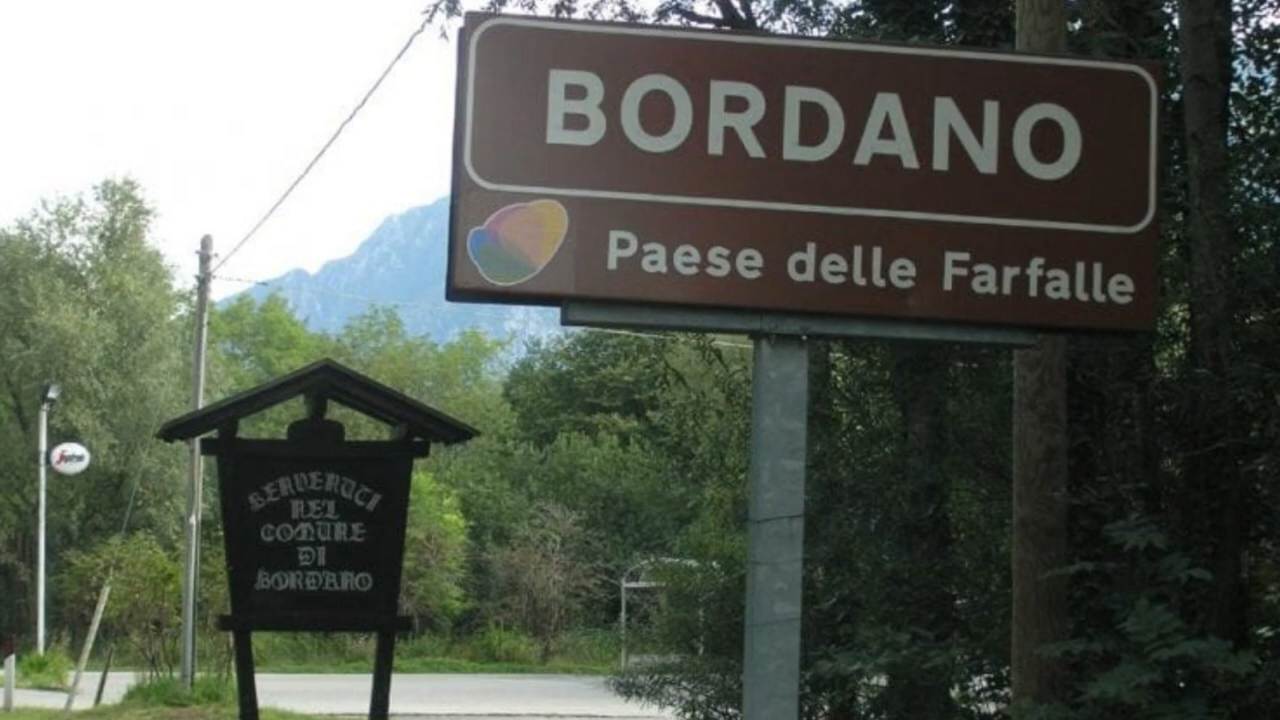 BORDANO
Paese delle Farfalle
BENVENUTI
NEL
COMUNE
DI
BORDANO